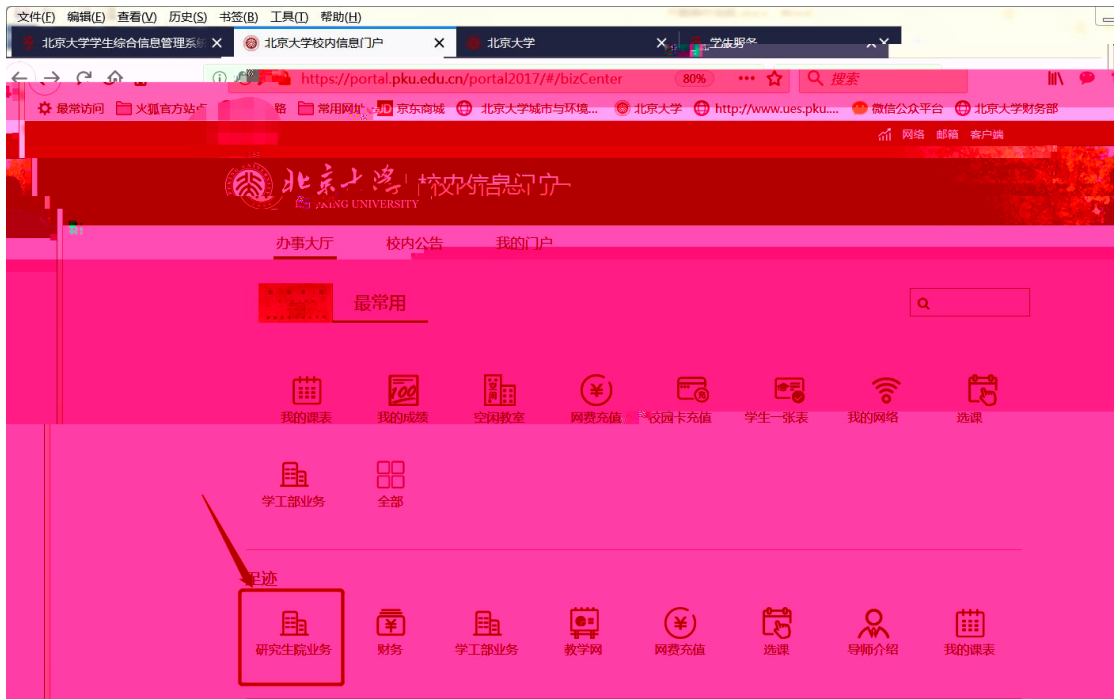 文件(F) 编辑(E) 查看(V) 历史(S) 书签(B) 工具(T) 帮助(H)
北京大学学生综合信息管理系统 北京大学校内信息门户 北京大学
https://portal.pku.edu.cn/portal2017/#/bizCenter 80% 搜索
最常访问 火狐官方站点 常用网址 JD 京东商城 北京大学城市与环境... 北京大学 http://www.ues.pku.... 微信公众平台 北京大学财务部
网络 邮箱 客户端
北京大学 校内信息门户
UNIVERSITY
办事大厅 校内公告 我的门户
最常用
我的课表 我的成绩 空闲教室 网费充值 校园卡充值 学生一张表 我的网络 选课
学工部业务 全部
足迹
研究生院业务 财务 学工部业务 教学网 网费充值 选课 导师介绍 我的课表